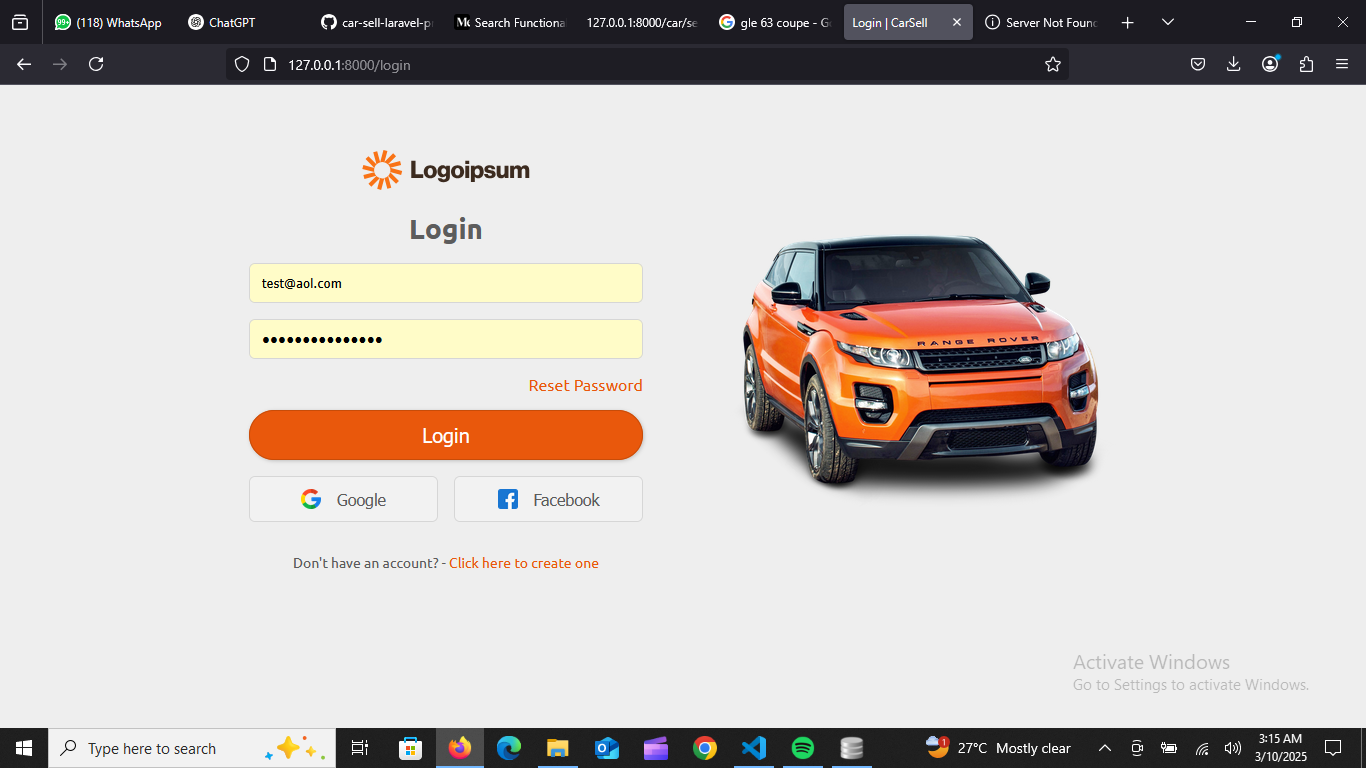 (118) WhatsApp
ChatGPT
car-sell-laravel-p
Search Functiona
127.0.0.1:8000/car/se
gle 63 coupe - G
Login | CarSell
Server Not Foun
127.0.0.1:8000/login
Logoipsum
Login
test@aol.com
•••••••••••••••
Reset Password
Login
Google
Facebook
Don't have an account? - Click here to create one
RANGE ROVER
Activate Windows
Go to Settings to activate Windows.
Type here to search
1
27°C Mostly clear
3:15 AM
3/10/2025